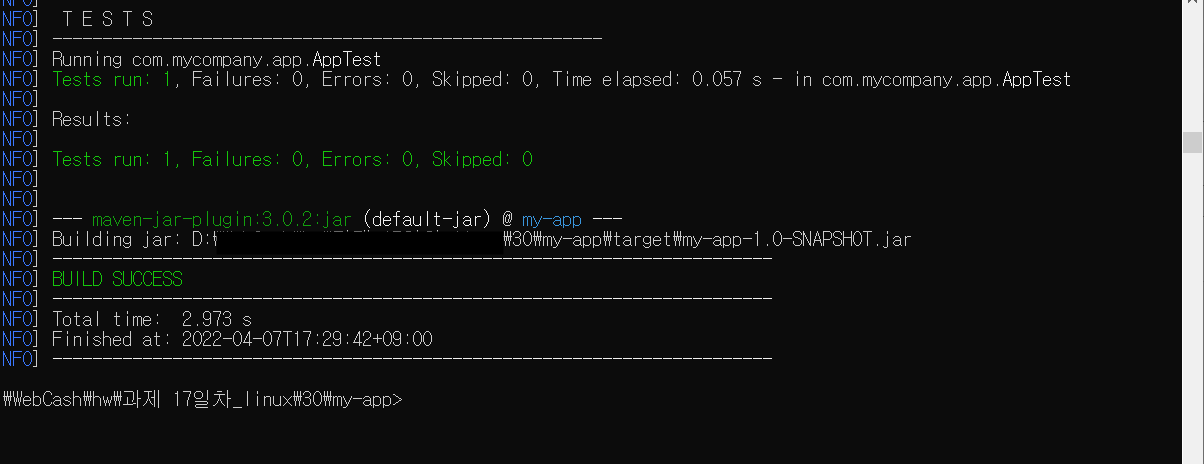 NFO]  T E S T S
NFO] -------------------------------------------------------
NFO] Running com.mycompany.app.AppTest
NFO] Tests run: 1, Failures: 0, Errors: 0, Skipped: 0, Time elapsed: 0.057 s - in com.mycompany.app.AppTest
NFO]
NFO] Results:
NFO]
NFO] Tests run: 1, Failures: 0, Errors: 0, Skipped: 0
NFO]
NFO]
NFO] --- maven-jar-plugin:3.0.2:jar (default-jar) @ my-app ---
NFO] Building jar: D:₩ ₩30₩my-app₩target₩my-app-1.0-SNAPSHOT.jar
NFO] ------------------------------------------------------------------------
NFO] BUILD SUCCESS
NFO] ------------------------------------------------------------------------
NFO] Total time:  2.973 s
NFO] Finished at: 2022-04-07T17:29:42+09:00
NFO] ------------------------------------------------------------------------
₩WebCash₩hw₩과제 17일차_linux₩30₩my-app>